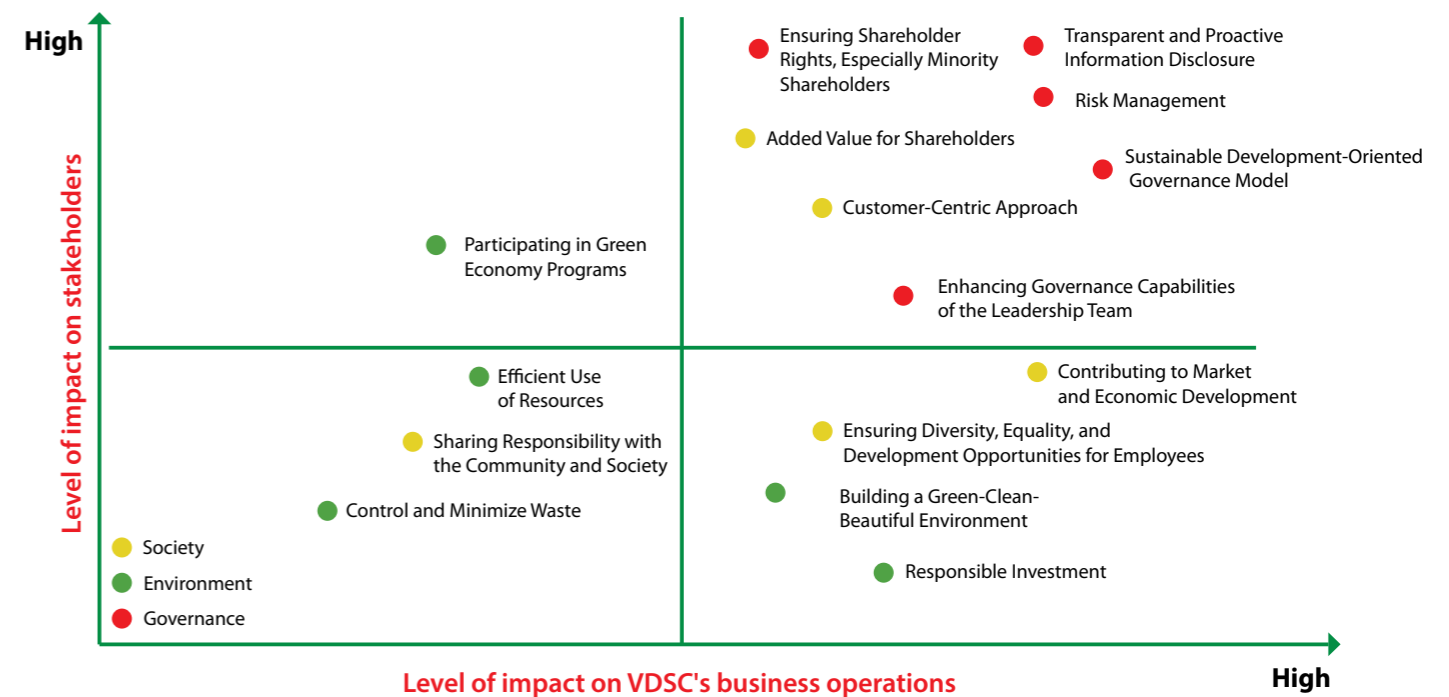 High
Level of impact on stakeholders
Ensuring Shareholder
Rights, Especially Minority
Shareholders
Transparent and Proactive
Information Disclosure
Risk Management
Added Value for Shareholders
Sustainable Development-Oriented
Governance Model
Customer-Centric Approach
Participating in Green
Economy Programs
Enhancing Governance Capabilities
of the Leadership Team
Efficient Use
of Resources
Contributing to Market
and Economic Development
Sharing Responsibility with
the Community and Society
Ensuring Diversity, Equality, and
Development Opportunities for Employees
Control and Minimize Waste
Building a Green-Clean-
Beautiful Environment
Responsible Investment
Society
Environment
Governance
Level of impact on VDSC's business operations
High